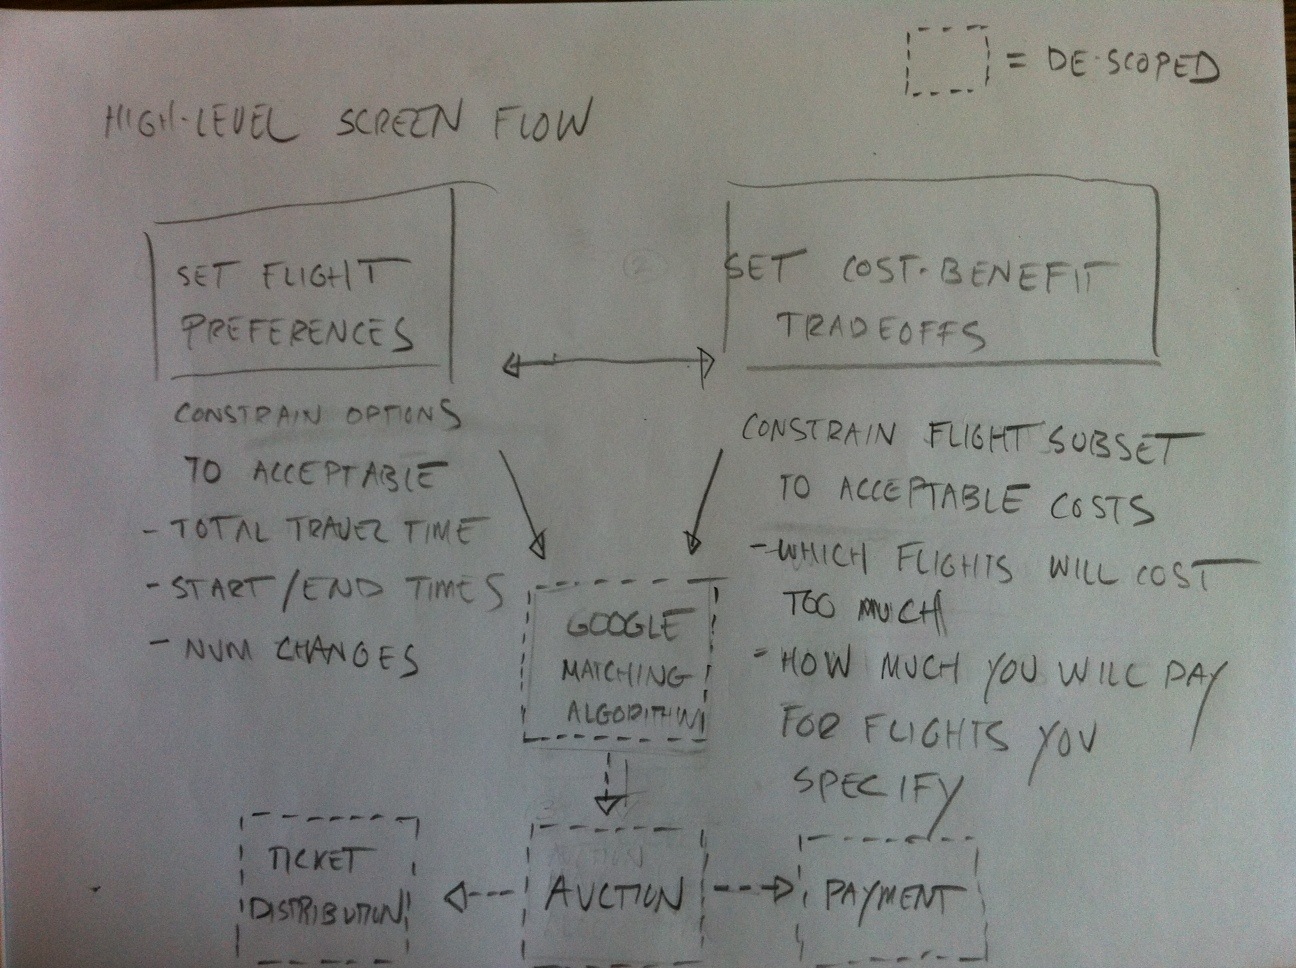 = DE-SCOPED
HIGH-LEVEL SCREEN FLOW
SET FLIGHT
PREFERENCES
CONSTRAIN OPTIONS
TO ACCEPTABLE
- TOTAL TRAVEL TIME
- START/END TIMES
- NUM CHANGES
2
SET COST-BENEFIT
TRADEOFFS
CONSTRAIN FLIGHT SUBSET
TO ACCEPTABLE COSTS
- WHICH FLIGHTS WILL COST
TOO MUCH
- HOW MUCH YOU WILL PAY
FOR FLIGHTS YOU
SPECIFY
GOOGLE
MATCHING
ALGORITHM
TICKET
DISTRIBUTION
AUCTION
AUCTION
PAYMENT